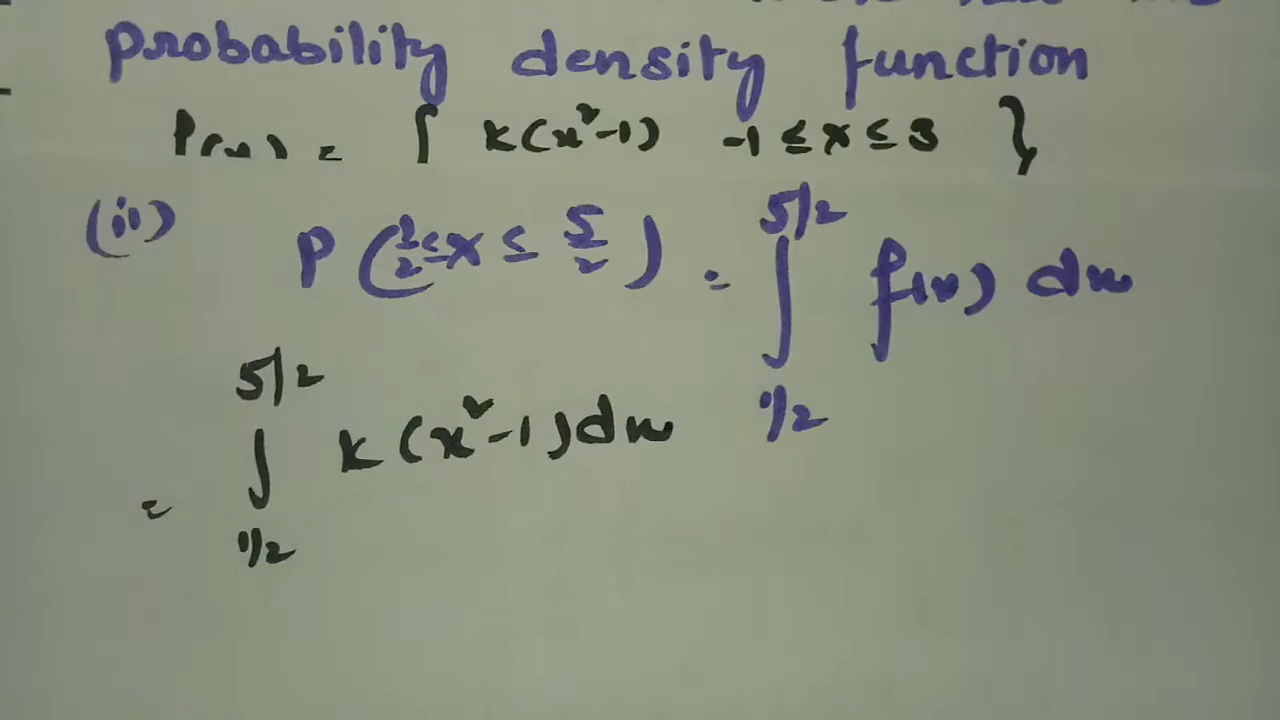 probability density function
P(x) = { k(x²-1) -1 ≤ x ≤ 3 }
(ii) P(1/2 ≤ x ≤ 5/2) = ∫ 5/2 1/2 f(x) dx
= ∫ 5/2 1/2 k(x²-1) dx